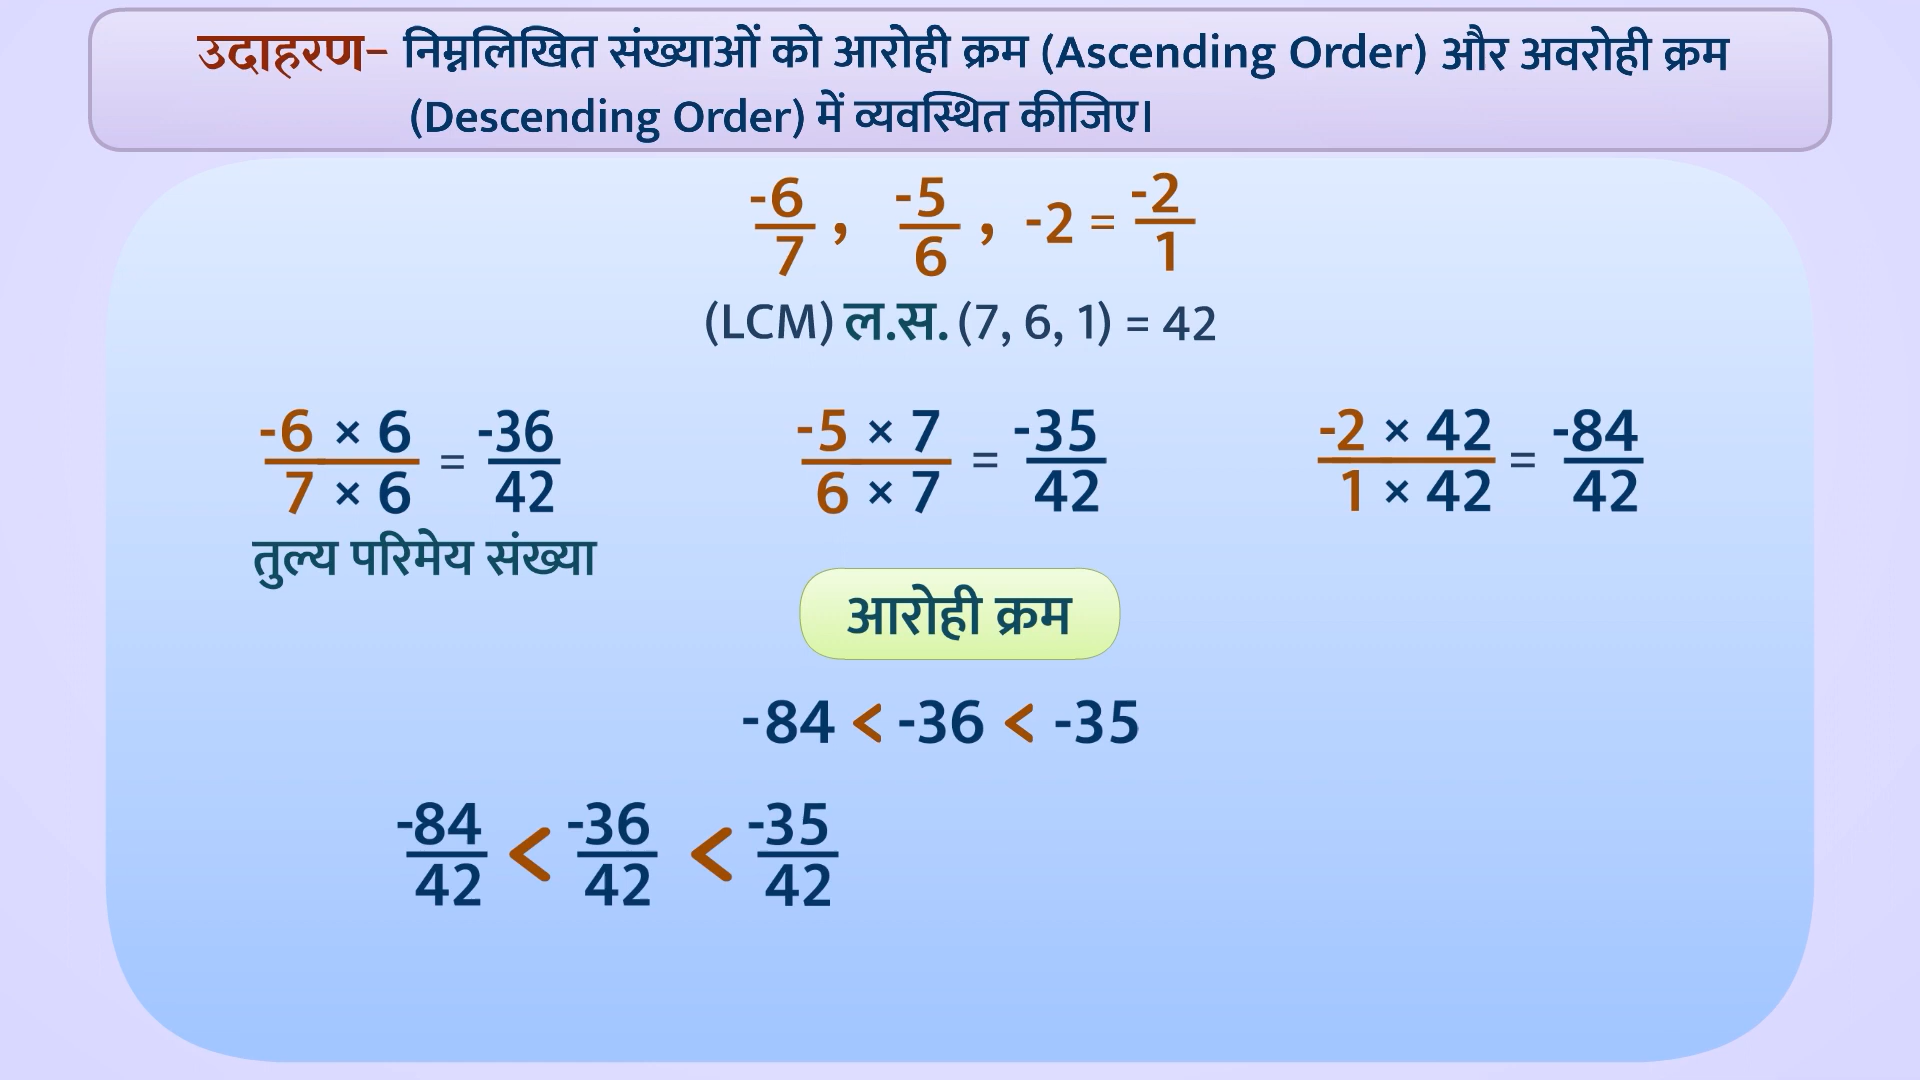 उदाहरण– निम्नलिखित संख्याओं को आरोही क्रम (Ascending Order) और अवरोही क्रम
(Descending Order) में व्यवस्थित कीजिए।
-6/7 , -5/6 , -2 = -2/1
(LCM) ल.स. (7, 6, 1) = 42
-6 × 6/7 × 6 = -36/42
-5 × 7/6 × 7 = -35/42
-2 × 42/1 × 42 = -84/42
तुल्य परिमेय संख्या
आरोही क्रम
-84 < -36 < -35
-84/42 < -36/42 < -35/42